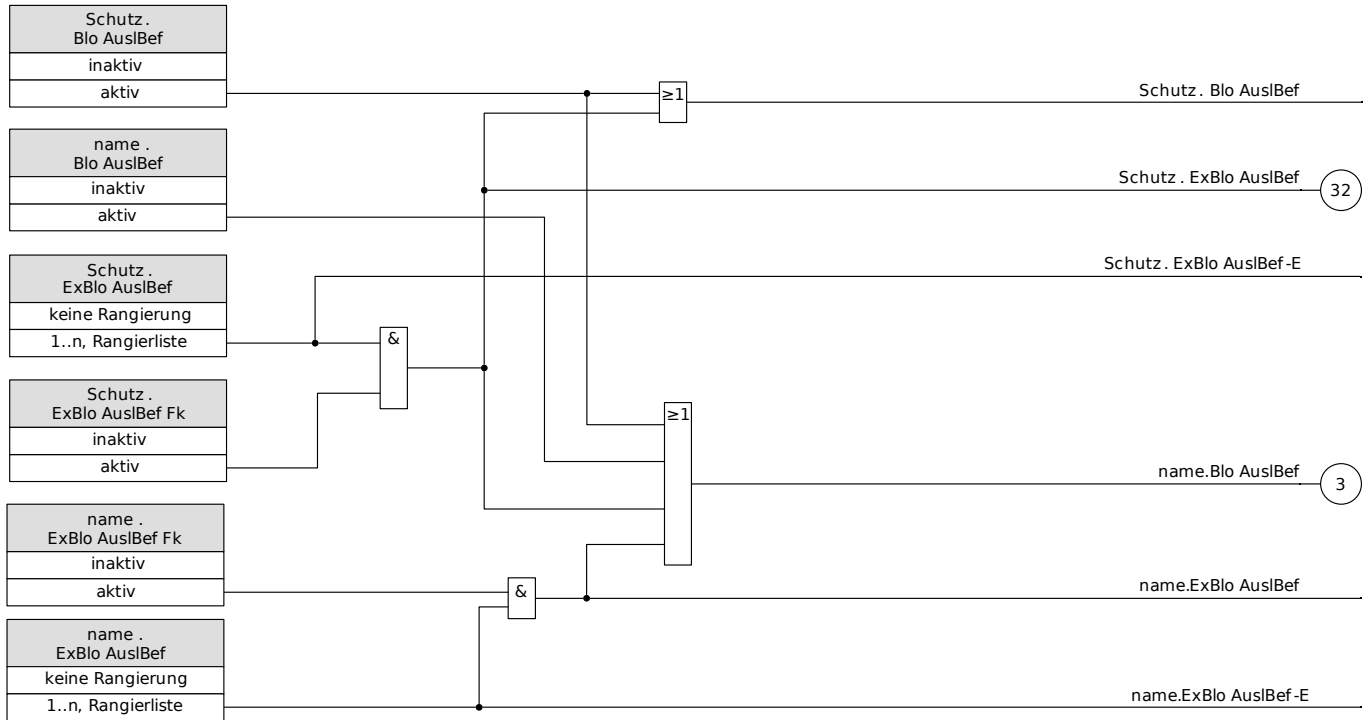 Schutz .
Blo AuslBef
inaktiv
aktiv
name .
Blo AuslBef
inaktiv
aktiv
Schutz .
ExBlo AuslBef
keine Rangierung
1..n, Rangierliste
Schutz .
ExBlo AuslBef Fk
inaktiv
aktiv
name .
ExBlo AuslBef Fk
inaktiv
aktiv
name .
ExBlo AuslBef
keine Rangierung
1..n, Rangierliste
&
&
≥1
≥1
Schutz . Blo AuslBef
Schutz . ExBlo AuslBef
32
Schutz . ExBlo AuslBef-E
name.Blo AuslBef
3
name.ExBlo AuslBef
name.ExBlo AuslBef-E